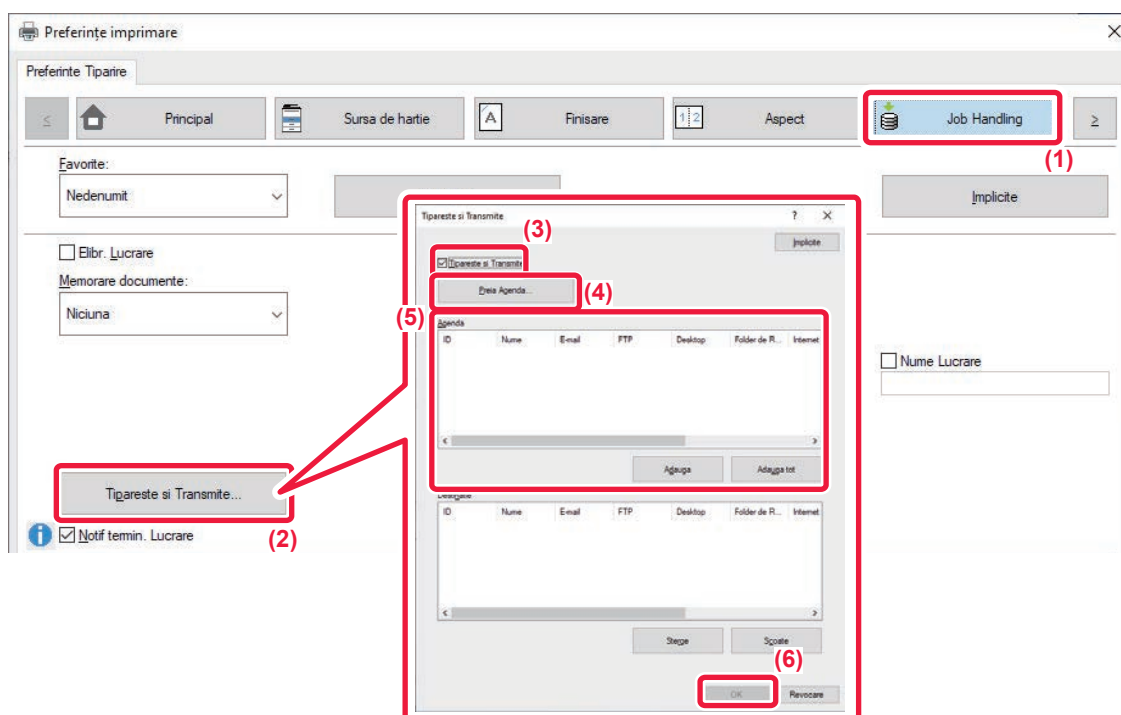 Preferințe imprimare
Preferinte Tiparire
< Principal Sursa de hartie Finisare Aspect Job Handling >
(1)
Favorite:
Nedenumit
Implicite
Elibr. Lucrare
Memorare documente:
Niciuna
Nume Lucrare
Tipareste si Transmite...
(2)
Notif termin. Lucrare
Tipareste si Transmite ? X
Implicite
(3)
Tipareste si Transmite
Preia Agenda...
(4)
(5)
Agenda
ID Nume E-mail FTP Desktop Folder de R... Internet
Adauga Adauga tot
ID Nume E-mail FTP Desktop Folder de R... Internet
Sterge Scoate
(6)
OK Revocare